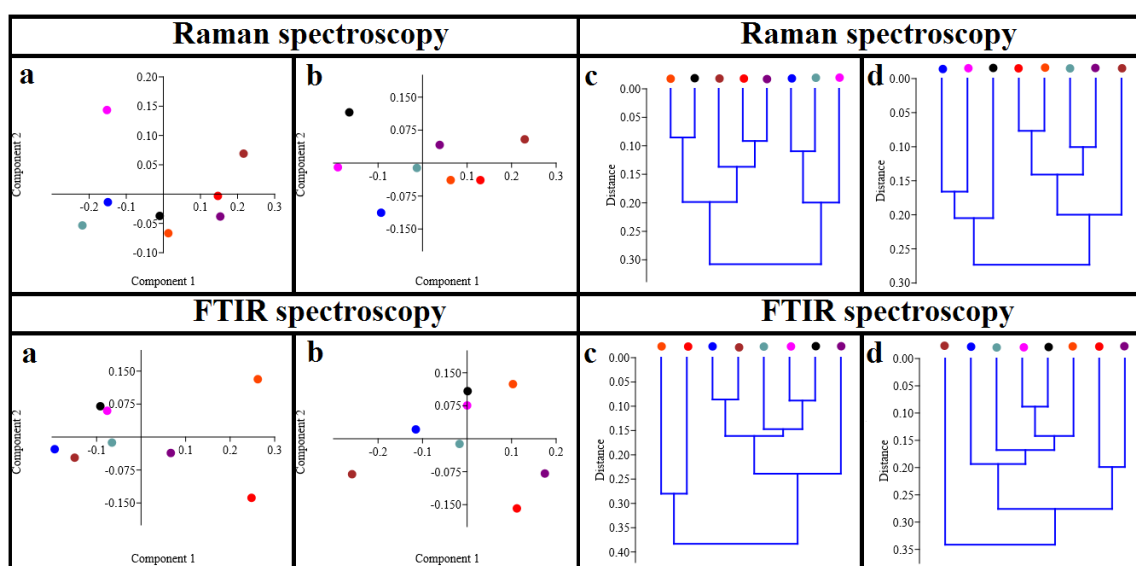 Raman spectroscopy
Raman spectroscopy
a
0.20
0.15
0.10
0.05
-0.05
-0.10
-0.2
-0.1
0.1
0.2
0.3
Component 2
Component 1
b
0.150
0.075
-0.075
-0.150
-0.1
0.1
0.2
0.3
Component 2
Component 1
c
0.00
0.05
0.10
0.15
0.20
0.25
0.30
Distance
d
0.00
0.05
0.10
0.15
0.20
0.25
0.30
Distance
FTIR spectroscopy
FTIR spectroscopy
a
0.150
0.075
-0.075
-0.150
-0.1
0.1
0.2
0.3
Component 2
Component 1
b
0.150
0.075
-0.075
-0.150
-0.2
-0.1
0.1
0.2
Component 2
Component 1
c
0.00
0.05
0.10
0.15
0.20
0.25
0.30
0.35
0.40
Distance
d
0.00
0.05
0.10
0.15
0.20
0.25
0.30
0.35
Distance